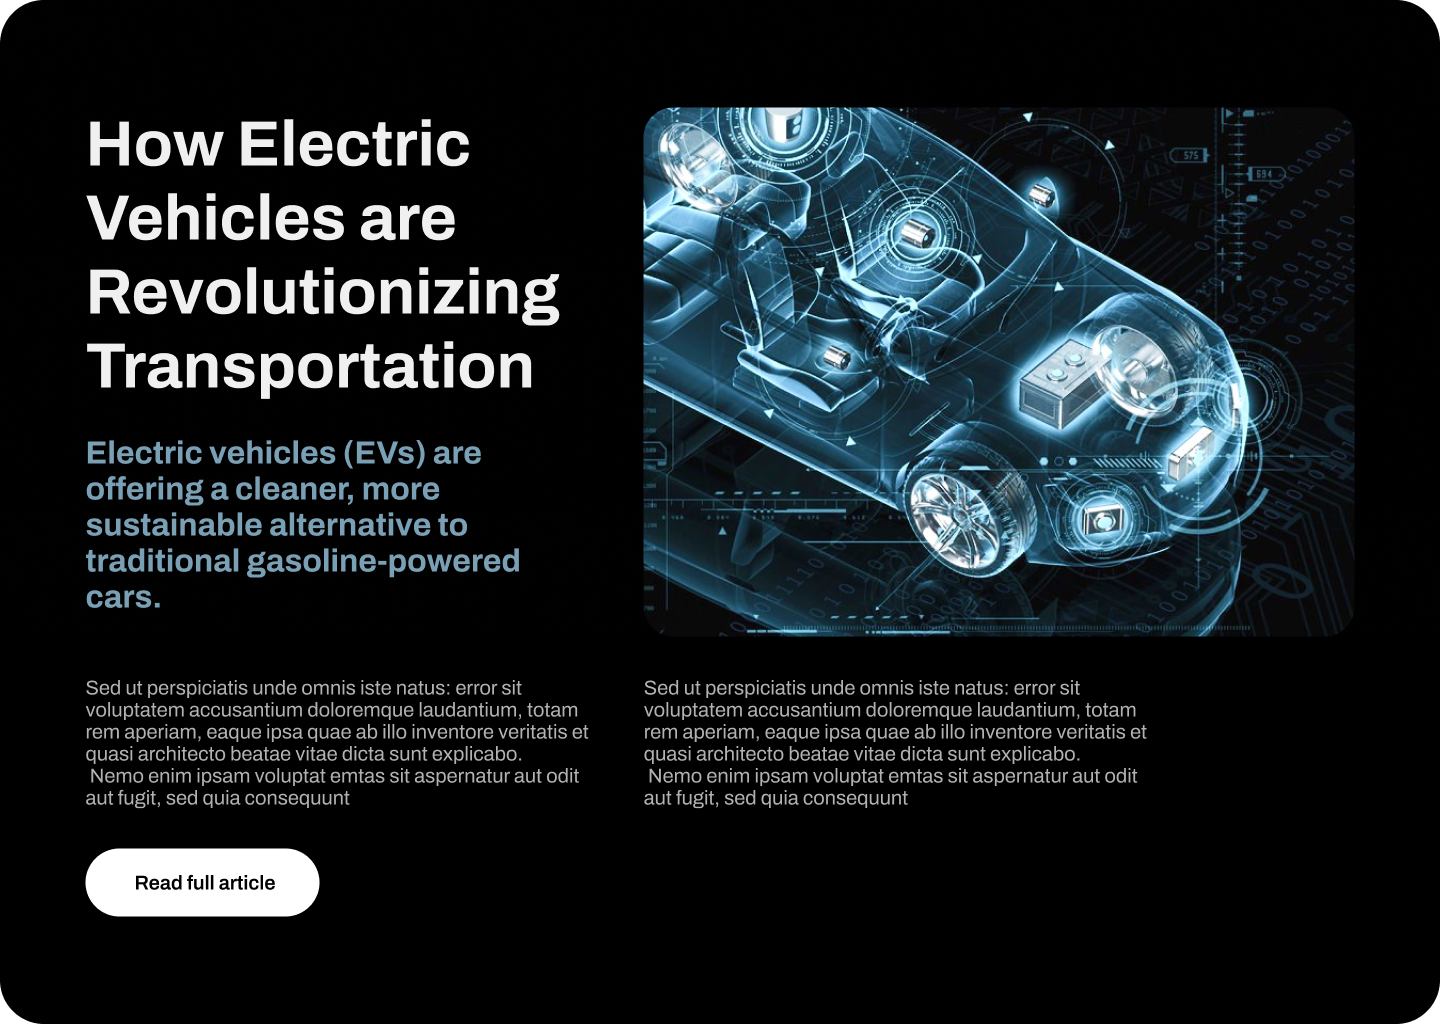 How Electric
Vehicles are
Revolutionizing
Transportation
Electric vehicles (EVs) are
offering a cleaner, more
sustainable alternative to
traditional gasoline-powered
cars.
575
694
Sed ut perspiciatis unde omnis iste natus: error sit
voluptatem accusantium doloremque laudantium, totam
rem aperiam, eaque ipsa quae ab illo inventore veritatis et
quasi architecto beatae vitae dicta sunt explicabo.
Nemo enim ipsam voluptat emtas sit aspernatur aut odit
aut fugit, sed quia consequunt
Sed ut perspiciatis unde omnis iste natus: error sit
voluptatem accusantium doloremque laudantium, totam
rem aperiam, eaque ipsa quae ab illo inventore veritatis et
quasi architecto beatae vitae dicta sunt explicabo.
Nemo enim ipsam voluptat emtas sit aspernatur aut odit
aut fugit, sed quia consequunt
Read full article